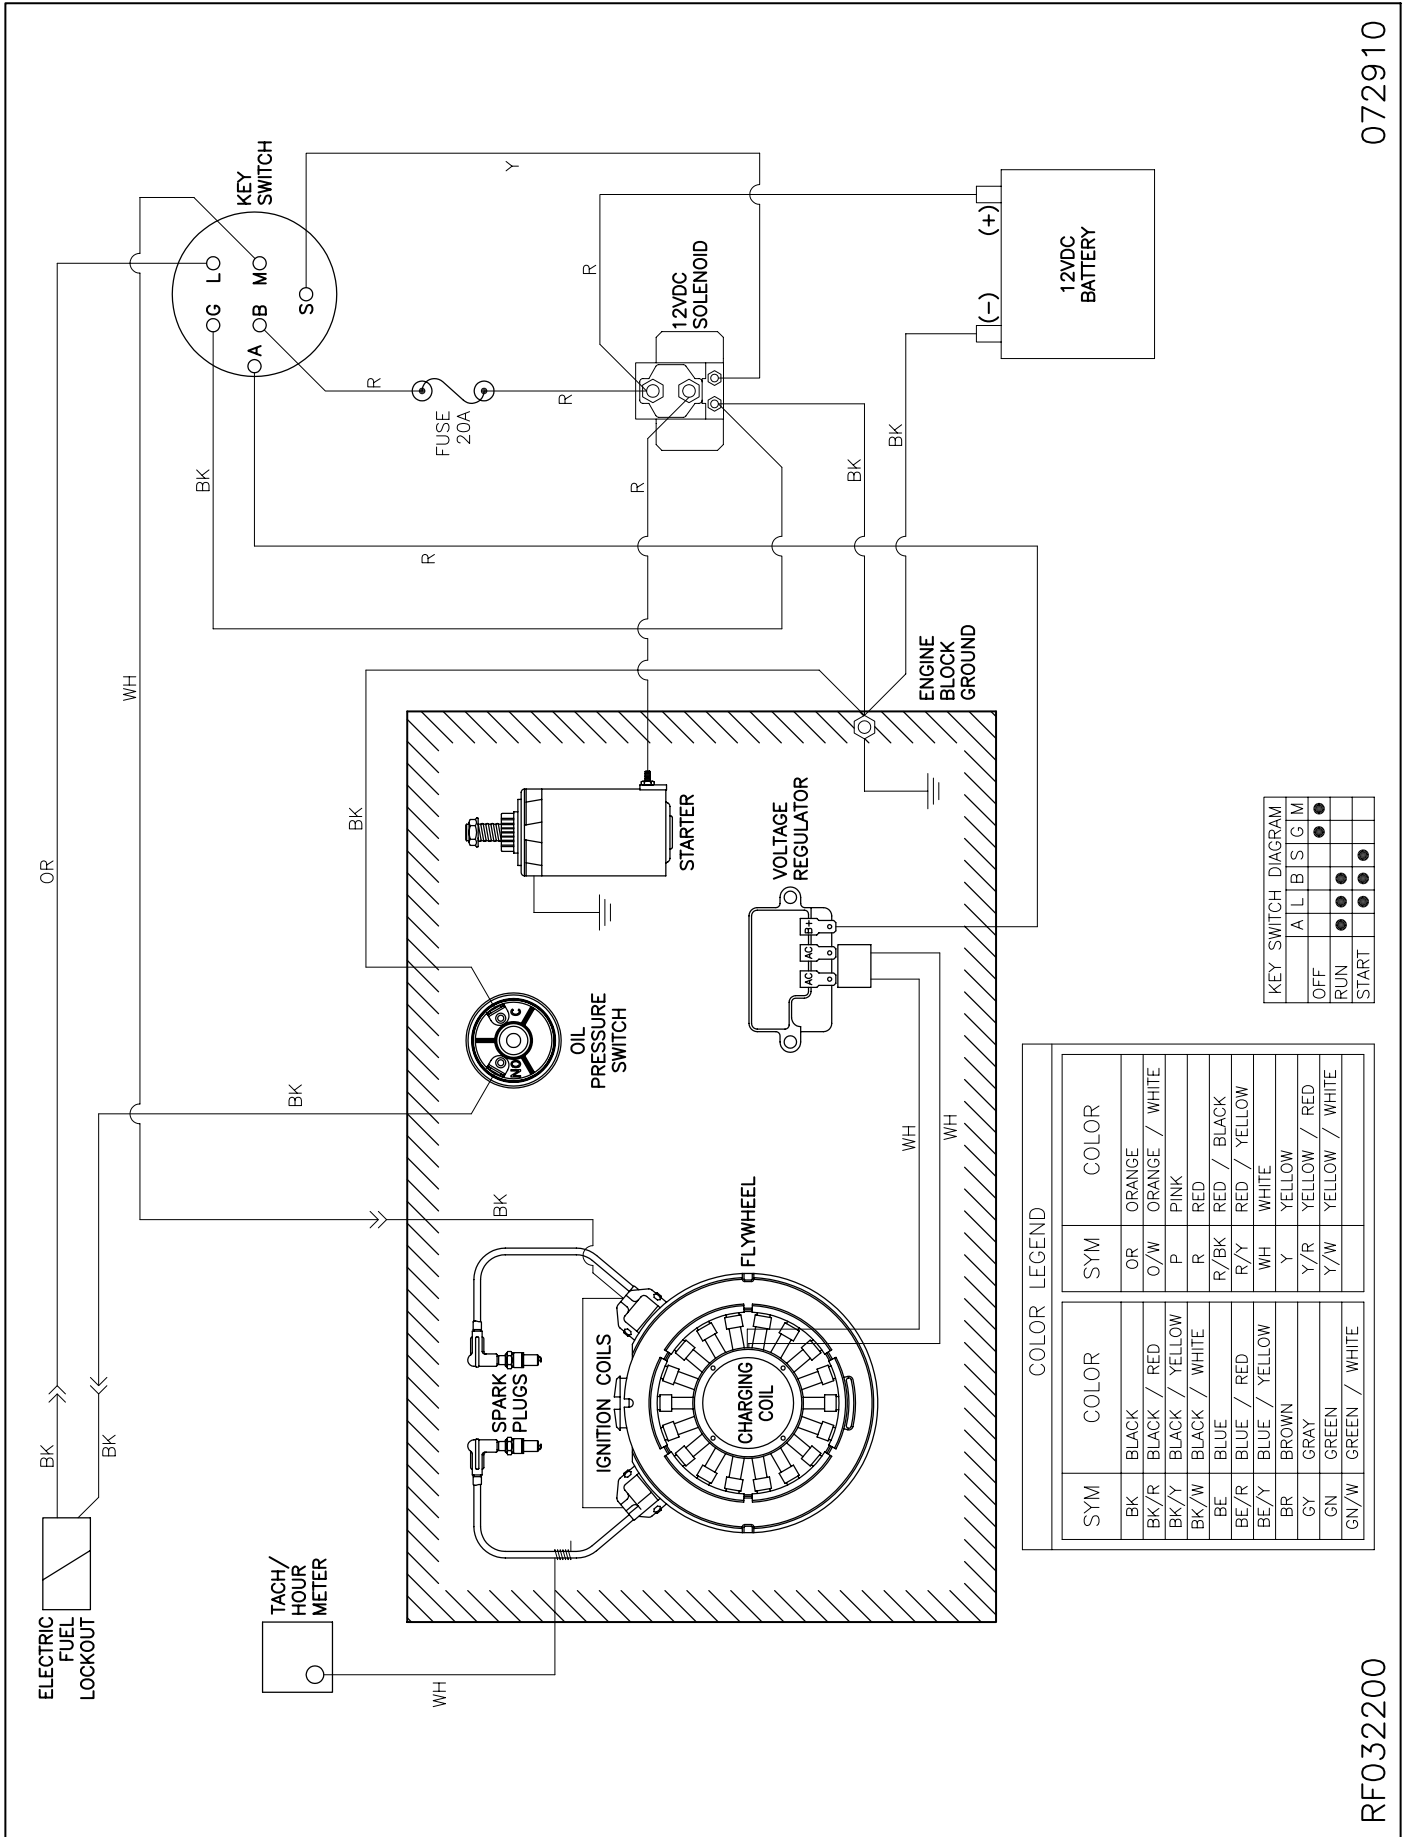 ELECTRIC
FUEL
LOCKOUT
BK
BK
OR
WH
TACH/
HOUR
METER
WH
BK
BK
BK
KEY
SWITCH
G
L
A
B
M
S
BK
R
R
FUSE
20A
R
Y
R
R
12VDC
SOLENOID
BK
BK
(-)
(+)
12VDC
BATTERY
ENGINE
BLOCK
GROUND
SPARK
PLUGS
IGNITION COILS
CHARGING
COIL
FLYWHEEL
OIL
PRESSURE
SWITCH
NO
C
STARTER
VOLTAGE
REGULATOR
AC
AC
B+
WH
WH
COLOR LEGEND
SYM COLOR SYM COLOR
BK BLACK OR ORANGE
BK/R BLACK / RED O/W ORANGE / WHITE
BK/Y BLACK / YELLOW P PINK
BK/W BLACK / WHITE R RED
BE BLUE R/BK RED / BLACK
BE/R BLUE / RED R/Y RED / YELLOW
BE/Y BLUE / YELLOW WH WHITE
BR BROWN Y YELLOW
GY GRAY Y/R YELLOW / RED
GN GREEN Y/W YELLOW / WHITE
GN/W GREEN / WHITE
KEY SWITCH DIAGRAM
A L B S G M
OFF
RUN
START
RF032200
072910